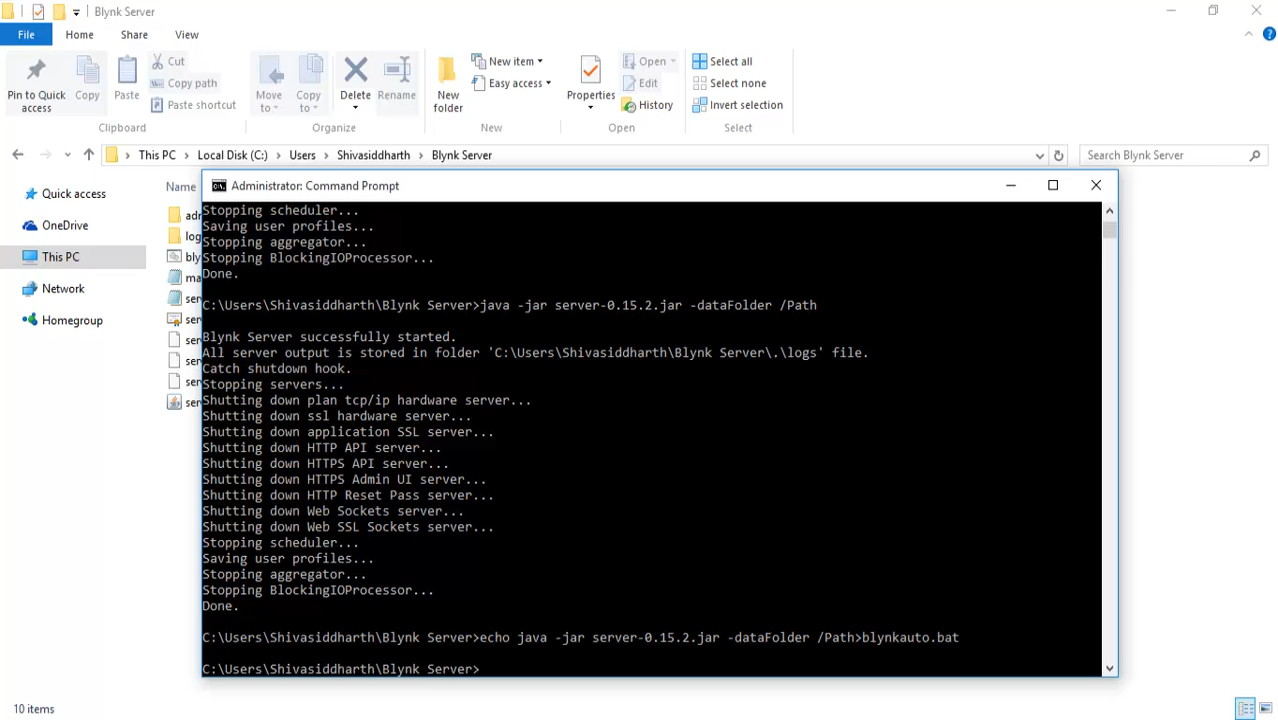 Blynk Server
File Home Share View
Pin to Quick access
Copy
Paste
Cut
Copy path
Paste shortcut
Clipboard
Move to
Copy to
Delete
Rename
Organize
New folder
New item
Easy access
New
Properties
Open
Edit
History
Open
Select all
Select none
Invert selection
Select
This PC › Local Disk (C:) › Users › Shivasiddharth › Blynk Server
Search Blynk Server
Quick access
OneDrive
This PC
Network
Homegroup
Name
Administrator: Command Prompt
C:\.
Stopping scheduler...
Saving user profiles...
Stopping aggregator...
Stopping BlockingIOProcessor...
Done.
C:\Users\Shivasiddharth\Blynk Server>java -jar server-0.15.2.jar -dataFolder /Path
Blynk Server successfully started.
All server output is stored in folder 'C:\Users\Shivasiddharth\Blynk Server\.\logs' file.
Catch shutdown hook.
Stopping servers...
Shutting down plan tcp/ip hardware server...
Shutting down ssl hardware server...
Shutting down application SSL server...
Shutting down HTTP API server...
Shutting down HTTPS API server...
Shutting down HTTPS Admin UI server...
Shutting down HTTP Reset Pass server...
Shutting down Web Sockets server...
Shutting down Web SSL Sockets server...
Stopping scheduler...
Saving user profiles...
Stopping aggregator...
Stopping BlockingIOProcessor...
Done.
C:\Users\Shivasiddharth\Blynk Server>echo java -jar server-0.15.2.jar -dataFolder /Path>blynkauto.bat
C:\Users\Shivasiddharth\Blynk Server>
10 items